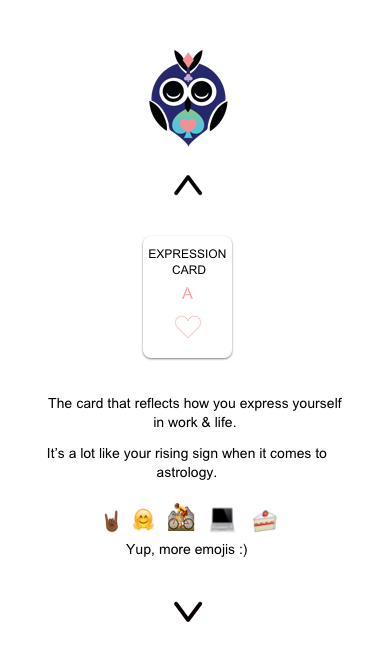 EXPRESSION
CARD
A
The card that reflects how you express yourself
in work & life.
It’s a lot like your rising sign when it comes to
astrology.
Yup, more emojis :)